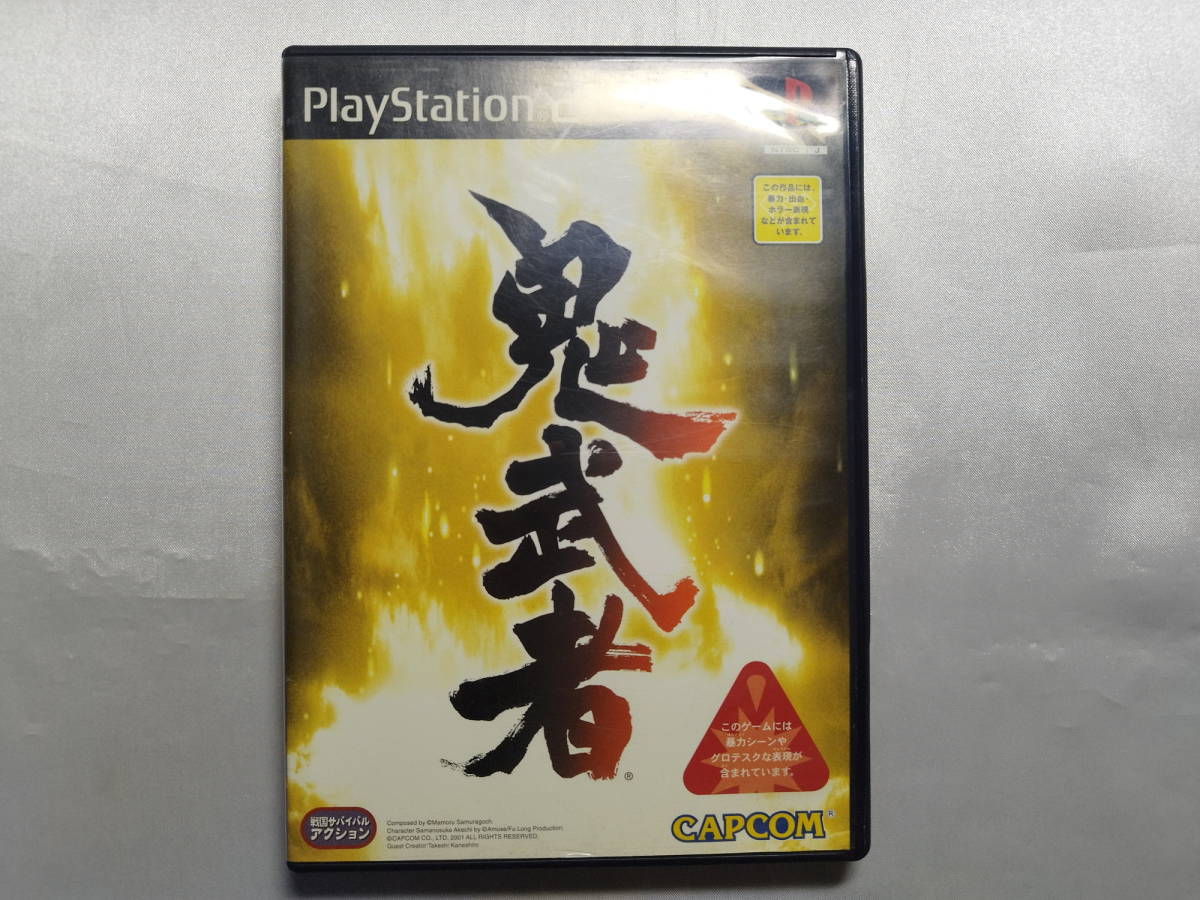 PlayStation®2
NTSC J
この作品には、
暴力・出血・
ホラー表現
などが含まれて
います。
鬼武者®
このゲームには
暴力シーンや
グロテスクな表現が
含まれています。
戦国サバイバル
アクション
Composed by ©Mamoru Samuragoch.
Character Samanosuke Akechi by ©Amuse/Fu Long Production,
©CAPCOM CO., LTD. 2001 ALL RIGHTS RESERVED.
Guest Creator:Takeshi Kaneshiro
CAPCOM®